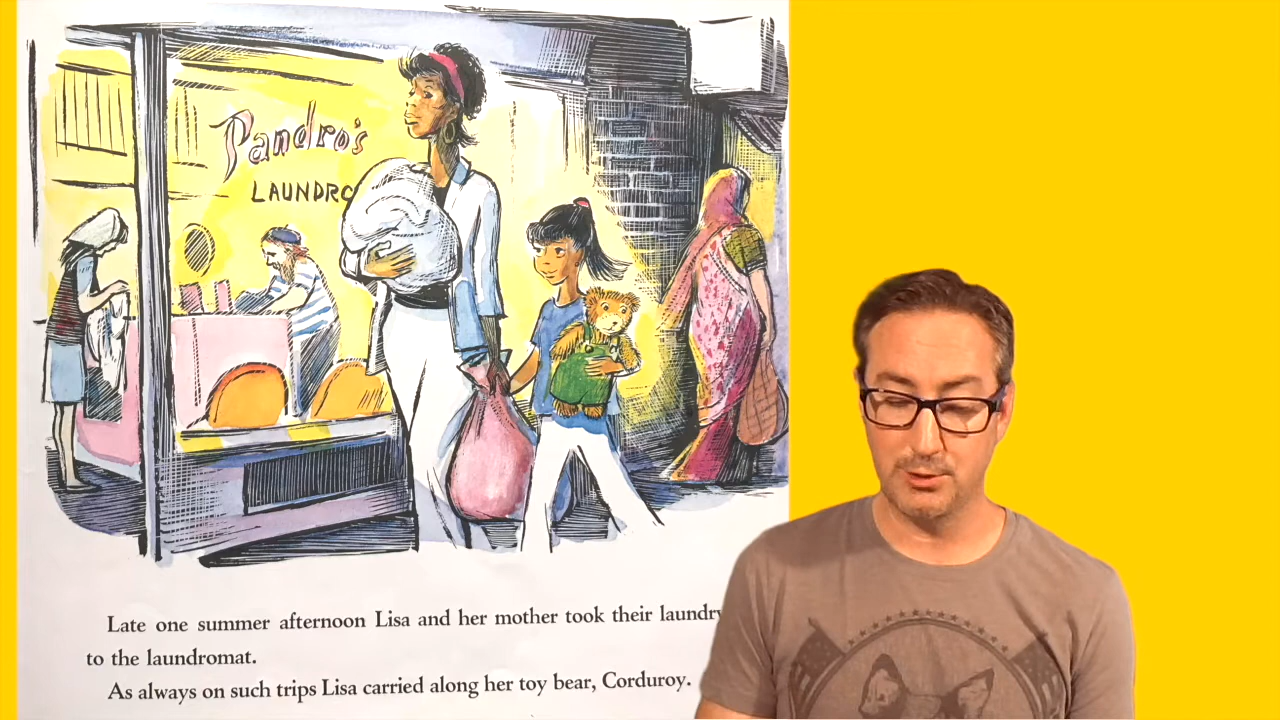 Pandro's
LAUNDRO
Late one summer afternoon Lisa and her mother took their laundry
to the laundromat.
As always on such trips Lisa carried along her toy bear, Corduroy.